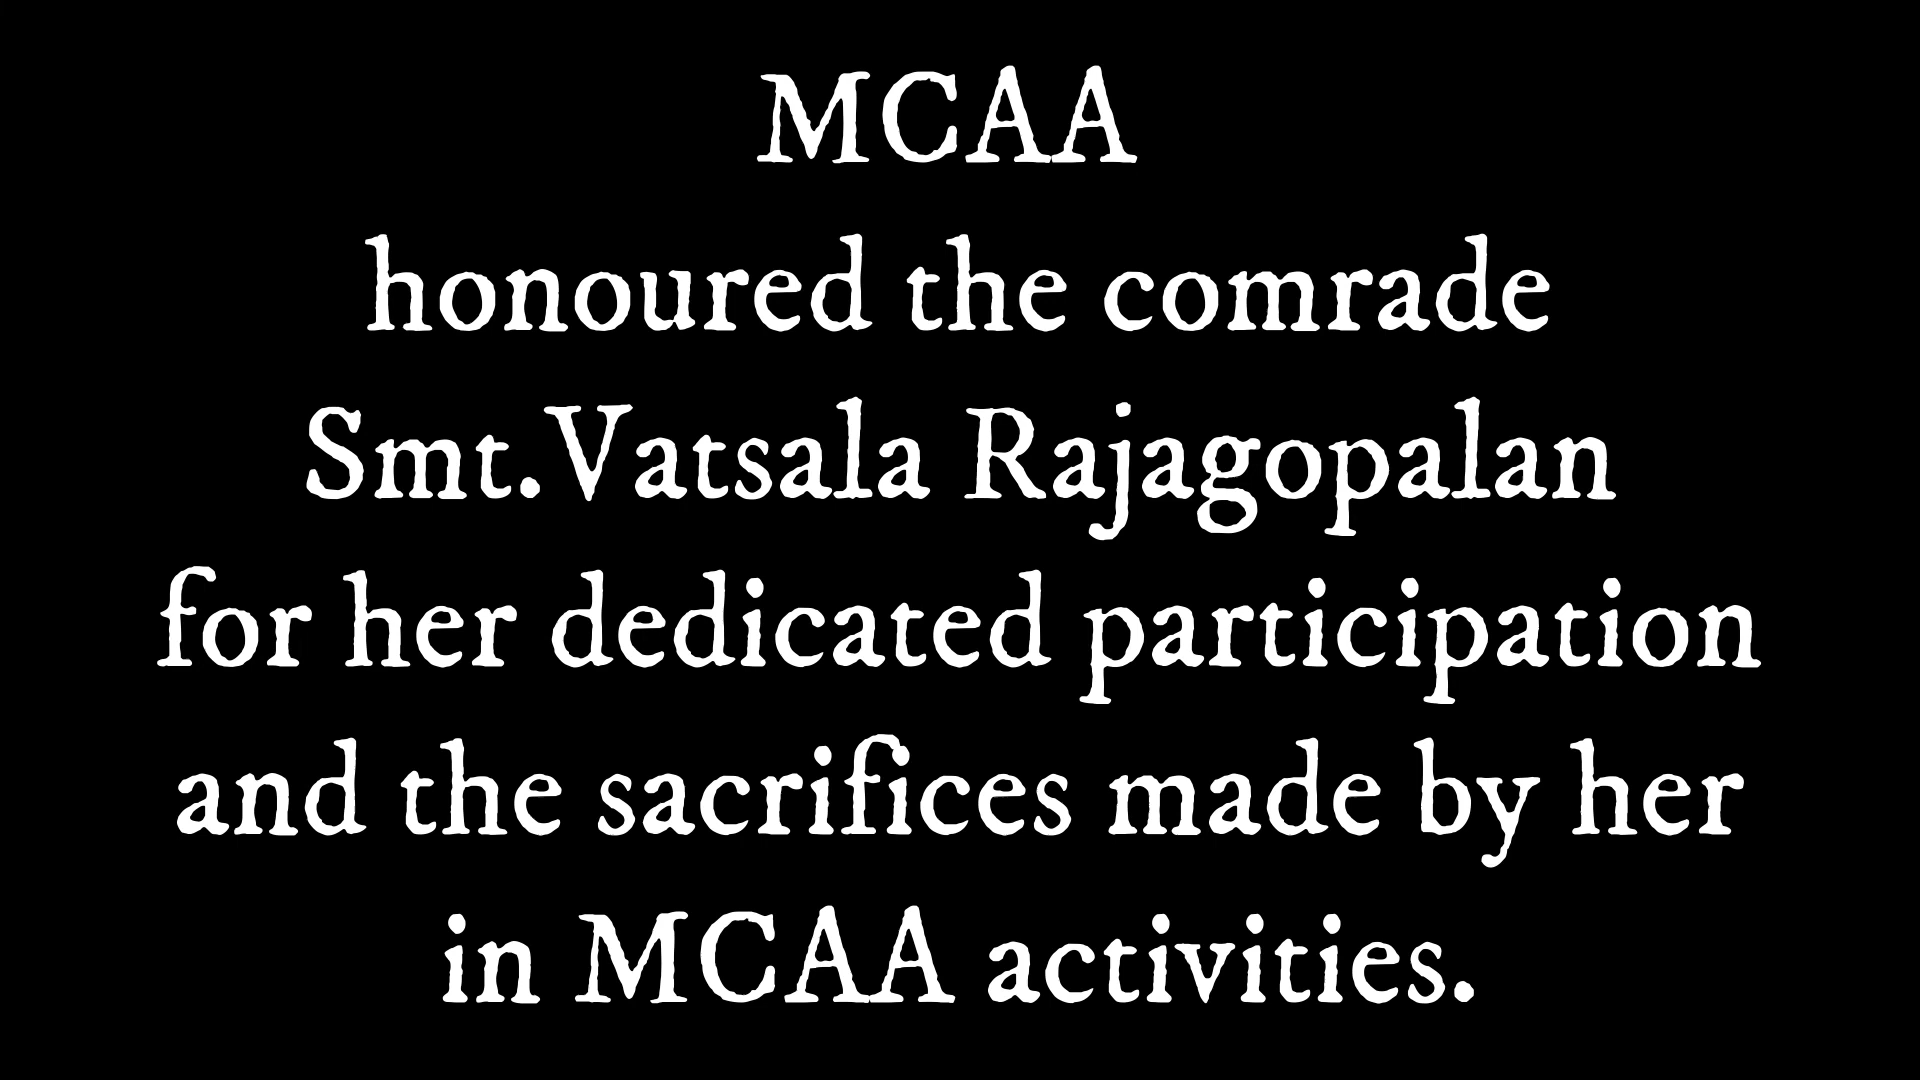 MCAA
honoured the comrade
Smt.Vatsala Rajagopalan
for her dedicated participation
and the sacrifices made by her
in MCAA activities.